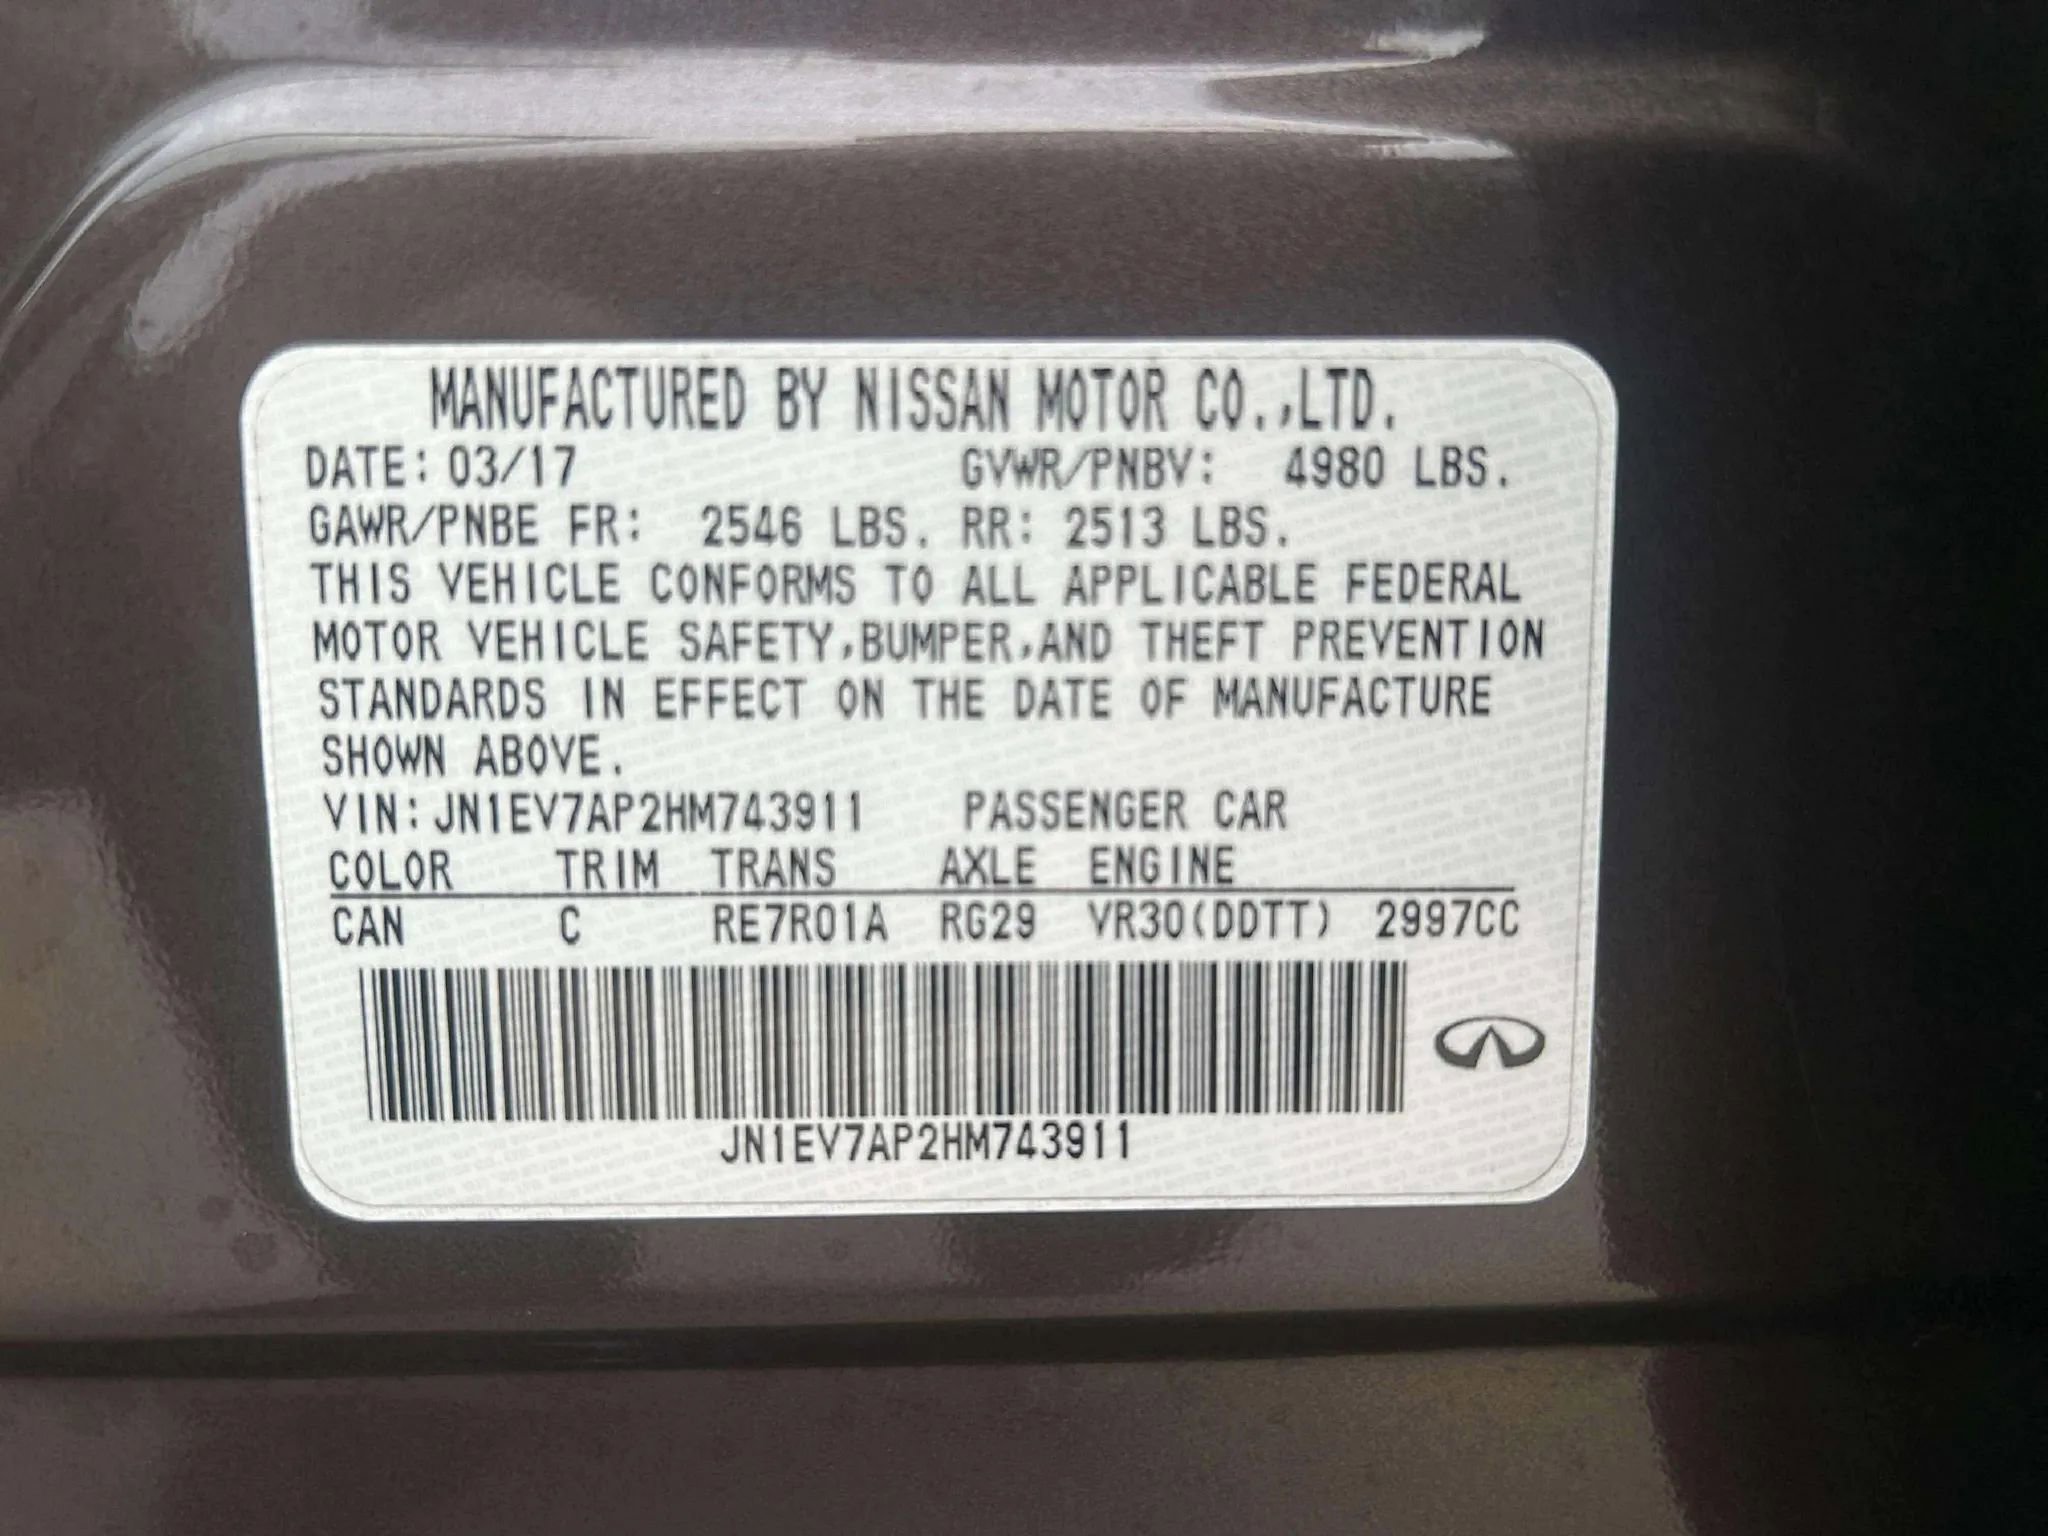 MANUFACTURED BY NISSAN MOTOR CO.,LTD.
DATE: 03/17 GVWR/PNBV: 4980 LBS.
GAWR/PNBE FR: 2546 LBS. RR: 2513 LBS.
THIS VEHICLE CONFORMS TO ALL APPLICABLE FEDERAL
MOTOR VEHICLE SAFETY,BUMPER,AND THEFT PREVENTION
STANDARDS IN EFFECT ON THE DATE OF MANUFACTURE
SHOWN ABOVE.
VIN:JN1EV7AP2HM743911 PASSENGER CAR
COLOR TRIM TRANS AXLE ENGINE
CAN C RE7R01A RG29 VR30(DDTT) 2997CC
JN1EV7AP2HM743911